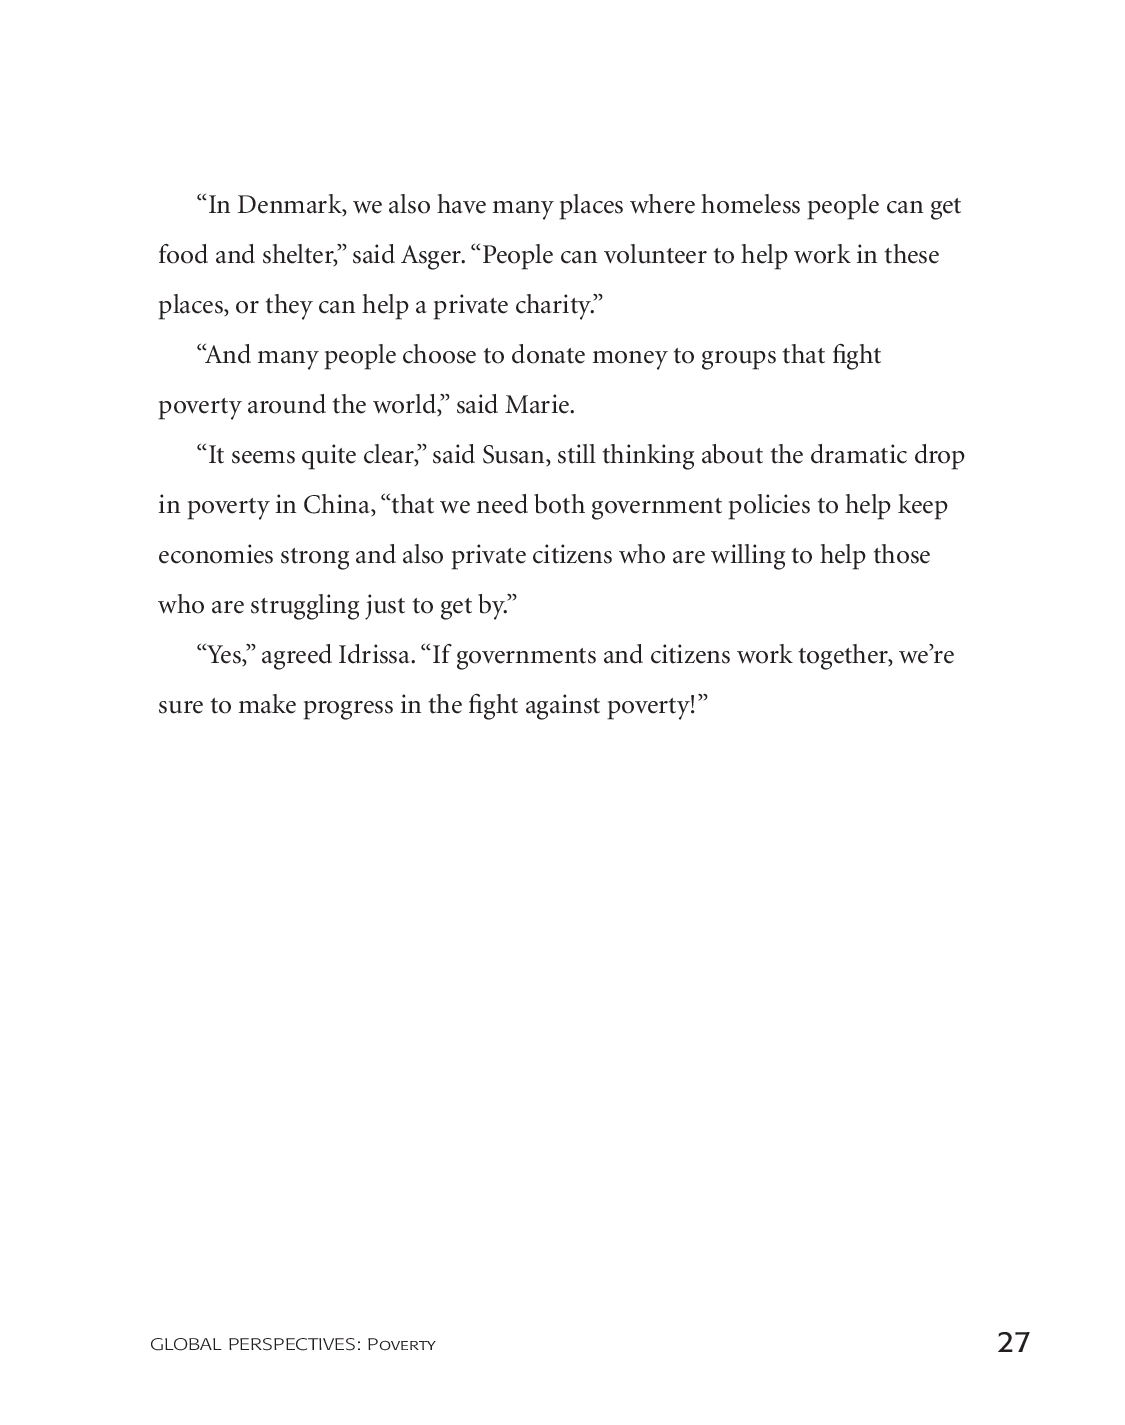 “In Denmark, we also have many places where homeless people can get
food and shelter,” said Asger. “People can volunteer to help work in these
places, or they can help a private charity.”
“And many people choose to donate money to groups that fight
poverty around the world,” said Marie.
“It seems quite clear,” said Susan, still thinking about the dramatic drop
in poverty in China, “that we need both government policies to help keep
economies strong and also private citizens who are willing to help those
who are struggling just to get by.”
“Yes,” agreed Idrissa. “If governments and citizens work together, we’re
sure to make progress in the fight against poverty!”
GLOBAL PERSPECTIVES: Poverty 27